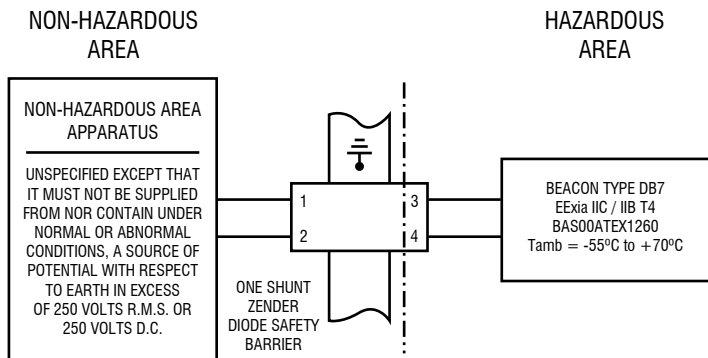 NON-HAZARDOUS
AREA
HAZARDOUS
AREA
NON-HAZARDOUS AREA
APPARATUS
UNSPECIFIED EXCEPT THAT
IT MUST NOT BE SUPPLIED
FROM NOR CONTAIN UNDER
NORMAL OR ABNORMAL
CONDITIONS, A SOURCE OF
POTENTIAL WITH RESPECT
TO EARTH IN EXCESS
OF 250 VOLTS R.M.S. OR
250 VOLTS D.C.
1
2
3
4
ONE SHUNT
ZENDER
DIODE SAFETY
BARRIER
BEACON TYPE DB7
EExia IIC / IIB T4
BAS00ATEX1260
Tamb = -55ºC to +70ºC